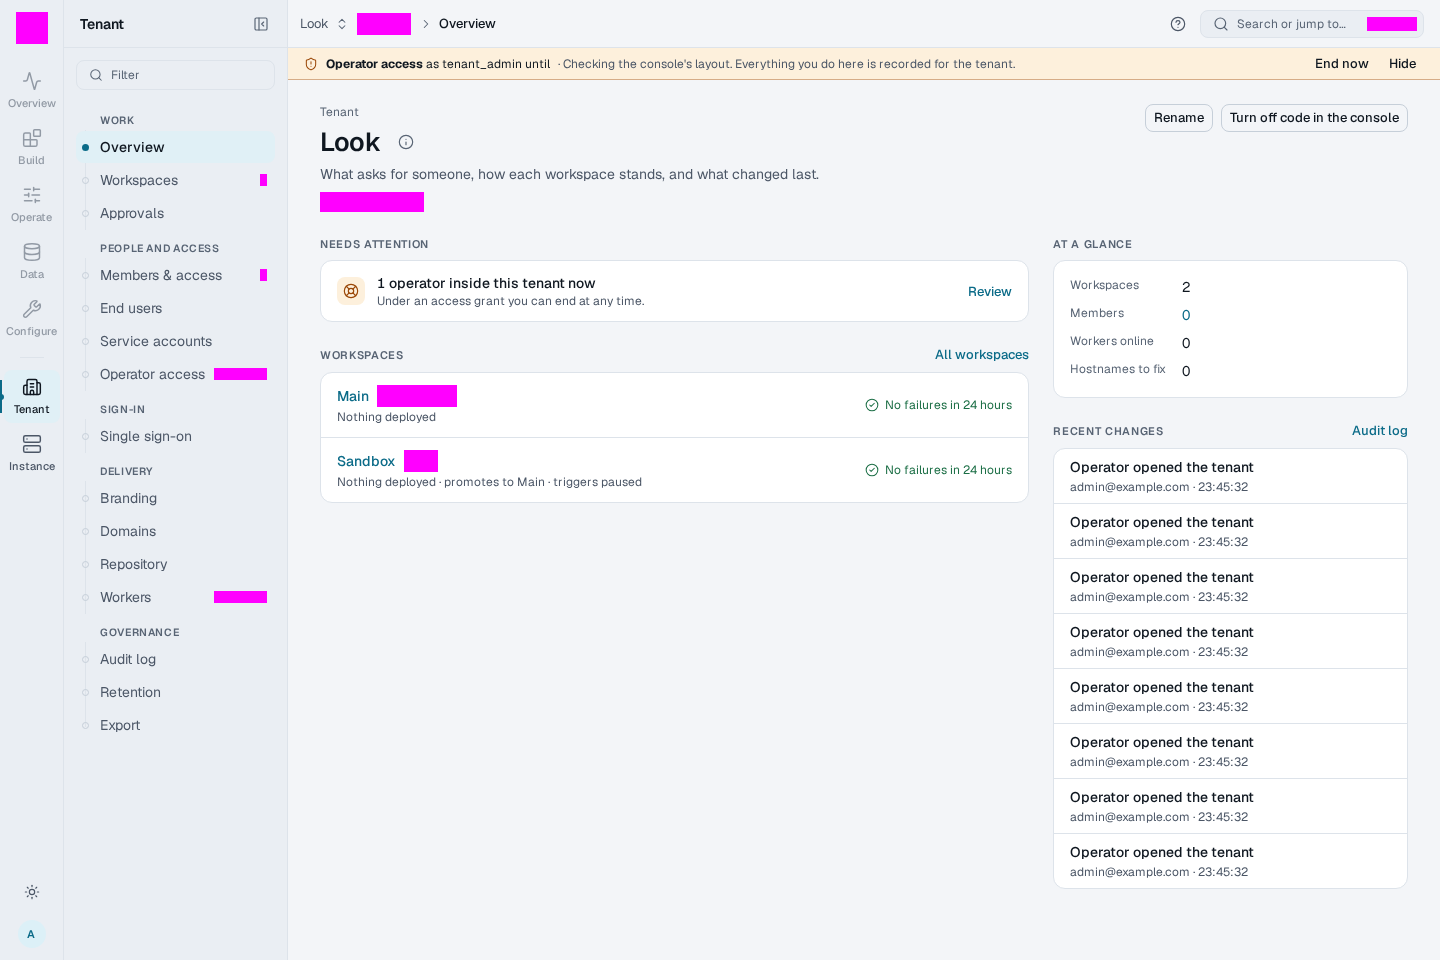 Tenant
Look
Overview
Search or jump to...
Operator access as tenant_admin until · Checking the console's layout. Everything you do here is recorded for the tenant.
End now
Hide
Overview
Build
Operate
Data
Configure
Tenant
Instance
A
Filter
WORK
Overview
Workspaces
Approvals
PEOPLE AND ACCESS
Members & access
End users
Service accounts
Operator access
SIGN-IN
Single sign-on
DELIVERY
Branding
Domains
Repository
Workers
GOVERNANCE
Audit log
Retention
Export
Tenant
Look
What asks for someone, how each workspace stands, and what changed last.
Rename
Turn off code in the console
NEEDS ATTENTION
1 operator inside this tenant now
Under an access grant you can end at any time.
Review
WORKSPACES
All workspaces
Main
Nothing deployed
No failures in 24 hours
Sandbox
Nothing deployed · promotes to Main · triggers paused
No failures in 24 hours
AT A GLANCE
Workspaces 2
Members 0
Workers online 0
Hostnames to fix 0
RECENT CHANGES
Audit log
Operator opened the tenant
admin@example.com · 23:45:32
Operator opened the tenant
admin@example.com · 23:45:32
Operator opened the tenant
admin@example.com · 23:45:32
Operator opened the tenant
admin@example.com · 23:45:32
Operator opened the tenant
admin@example.com · 23:45:32
Operator opened the tenant
admin@example.com · 23:45:32
Operator opened the tenant
admin@example.com · 23:45:32
Operator opened the tenant
admin@example.com · 23:45:32